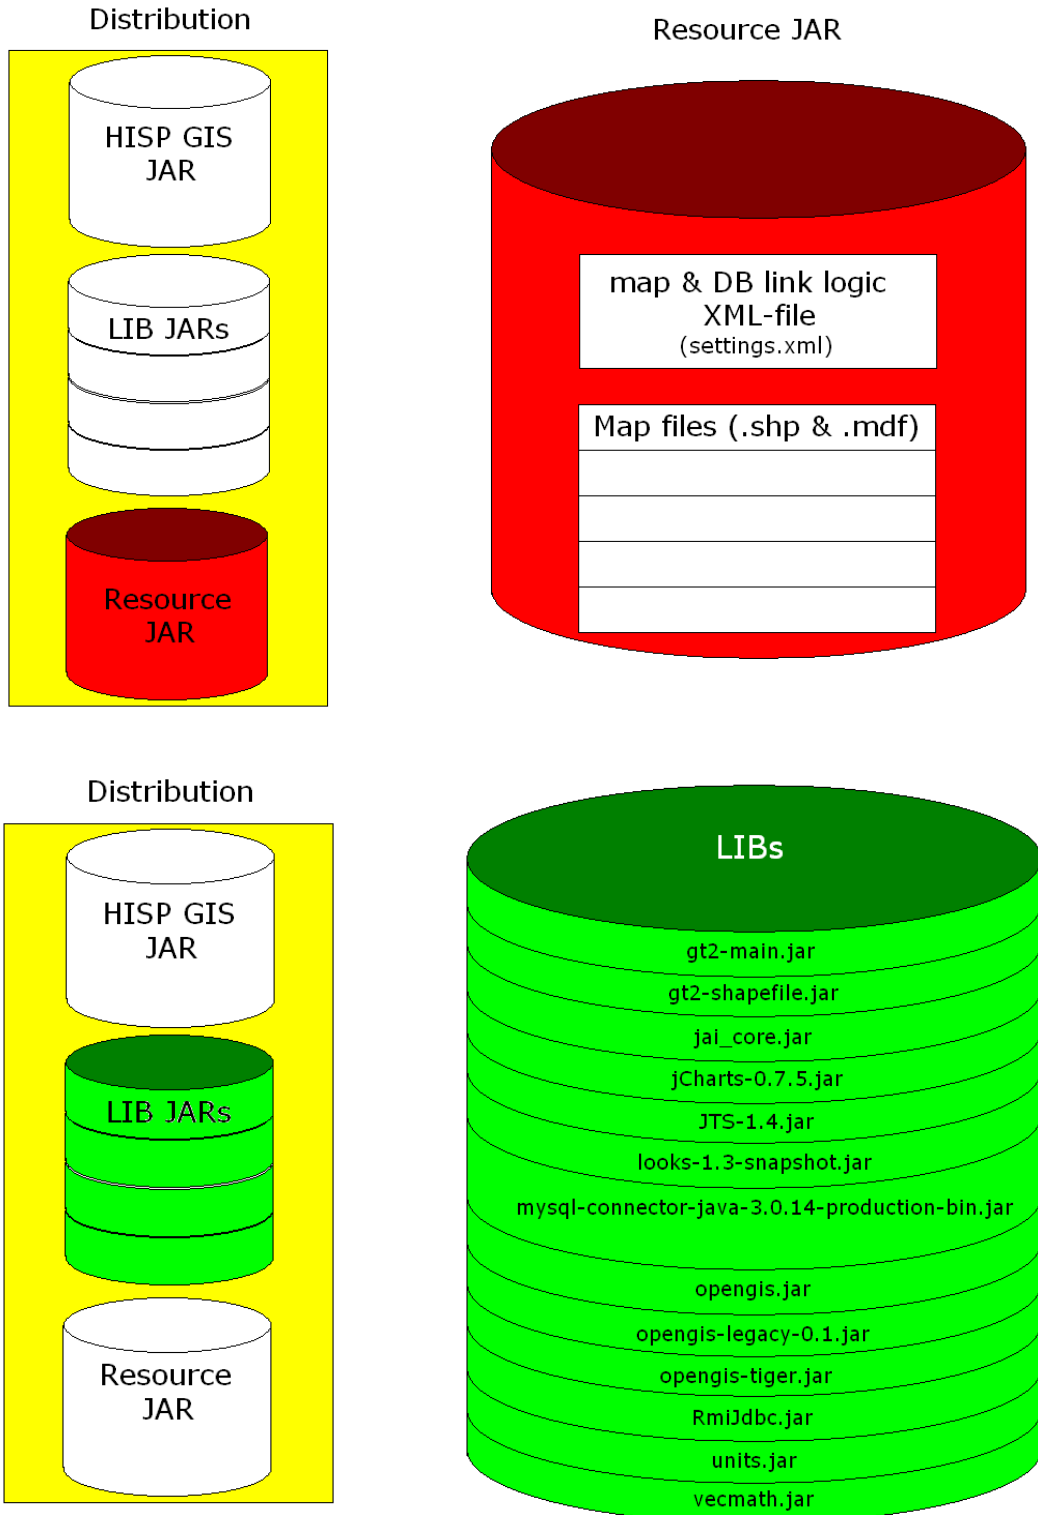 Distribution
HISP GIS
JAR
LIB JARs
Resource
JAR
Resource JAR
map & DB link logic
XML-file
(settings.xml)
Map files (.shp & .mdf)
Distribution
HISP GIS
JAR
LIB JARs
Resource
JAR
LIBs
gt2-main.jar
gt2-shapefile.jar
jai_core.jar
jCharts-0.7.5.jar
JTS-1.4.jar
looks-1.3-snapshot.jar
mysql-connector-java-3.0.14-production-bin.jar
opengis.jar
opengis-legacy-0.1.jar
opengis-tiger.jar
RmiJdbc.jar
units.jar
vecmath.jar